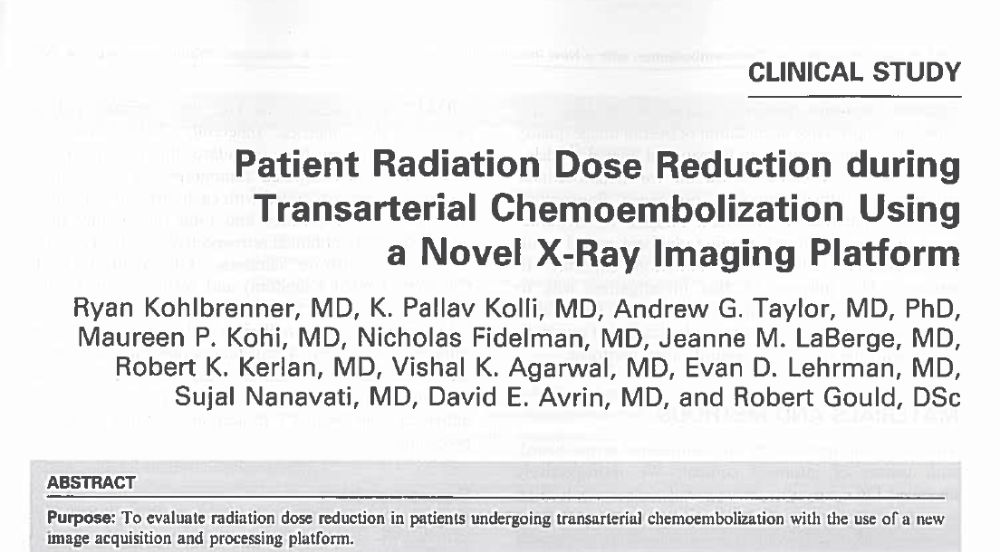 CLINICAL STUDY
Patient Radiation Dose Reduction during
Transarterial Chemoembolization Using
a Novel X-Ray Imaging Platform
Ryan Kohlbrenner, MD, K. Pallav Kolli, MD, Andrew G. Taylor, MD, PhD,
Maureen P. Kohi, MD, Nicholas Fidelman, MD, Jeanne M. LaBerge, MD,
Robert K. Kerlan, MD, Vishal K. Agarwal, MD, Evan D. Lehrman, MD,
Sujal Nanavati, MD, David E. Avrin, MD, and Robert Gould, DSc
ABSTRACT
Purpose: To evaluate radiation dose reduction in patients undergoing transarterial chemoembolization with the use of a new
image acquisition and processing platform.